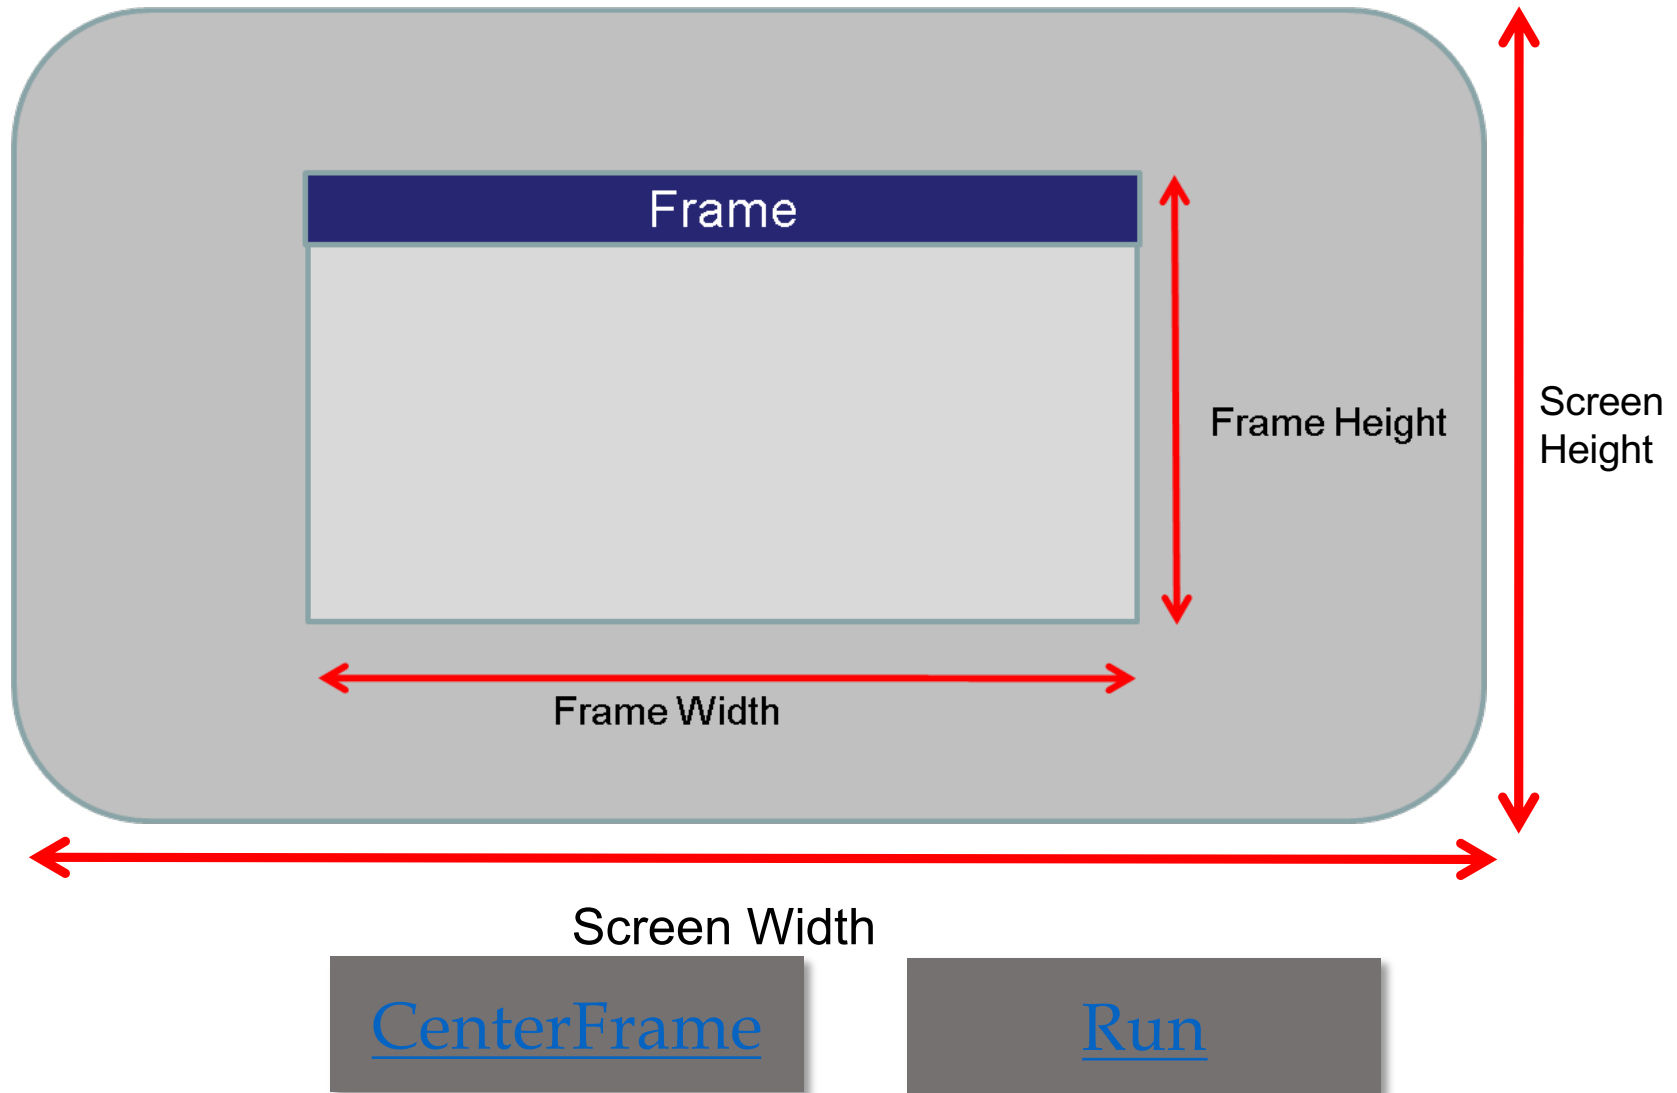 Frame
Frame Height
Screen
Height
Frame Width
Screen Width
CenterFrame
Run